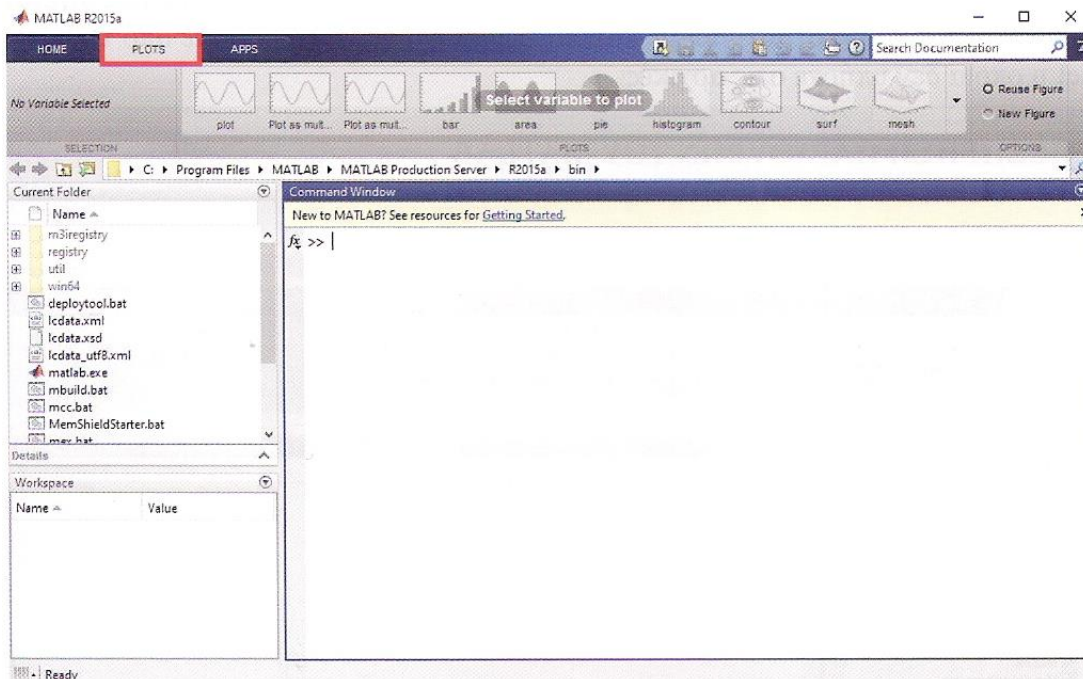 MATLAB R2015a
HOME PLOTS APPS
Search Documentation
No Variable Selected
Select variable to plot
plot Plot as mult... Plot as mult... bar area pie histogram contour surf mesh
Reuse Figure
New Figure
SELECTION PLOTS OPTIONS
C: Program Files MATLAB MATLAB Production Server R2015a bin
Current Folder
Name
m3iregistry
registry
util
win64
deploytool.bat
lcdata.xml
lcdata.xsd
lcdata_utf8.xml
matlab.exe
mbuild.bat
mcc.bat
MemShieldStarter.bat
mex.bat
Details
Workspace
Name Value
Command Window
New to MATLAB? See resources for Getting Started.
fx >>
Ready